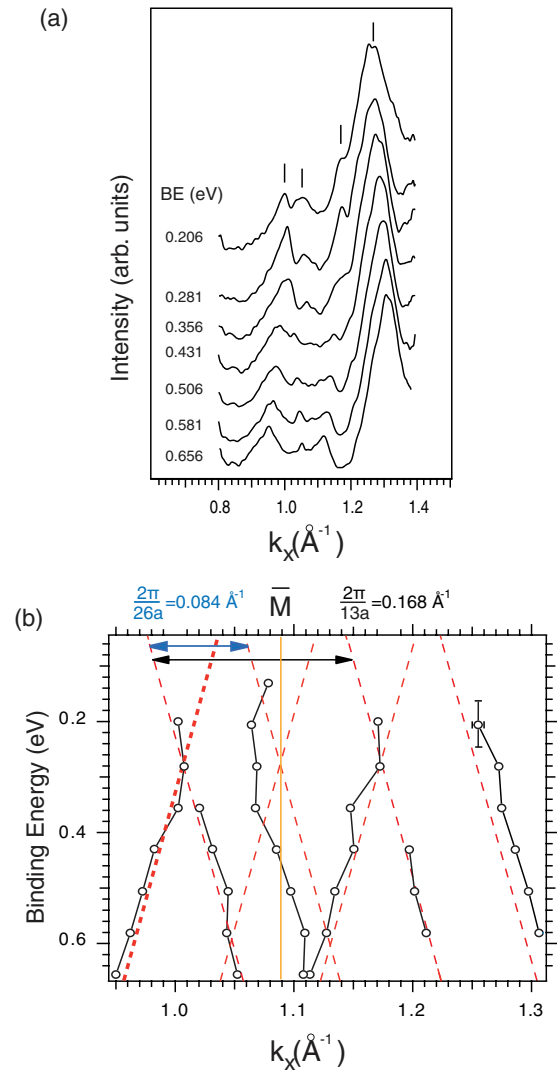 (a)
Intensity (arb. units)
BE (eV)
0.206
0.281
0.356
0.431
0.506
0.581
0.656
0.8 1.0 1.2 1.4
kx(Å-1)
(b)
2π/26a=0.084 Å-1 M̅ 2π/13a=0.168 Å-1
Binding Energy (eV)
0.2
0.4
0.6
1.0 1.1 1.2 1.3
kx(Å-1)